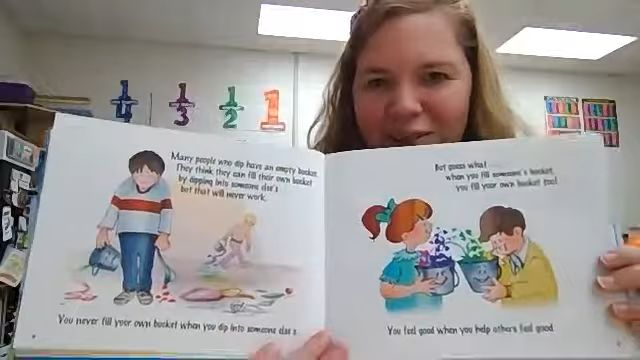 1/4 1/3 1/2 1
Many people who dip have an empty bucket.
They think they can fill their own bucket
by dipping into someone else's...
but that will never work.
You never fill your own bucket when you dip into someone else's.
But guess what...
when you fill someone's bucket,
you fill your own bucket too!
You feel good when you help others feel good.